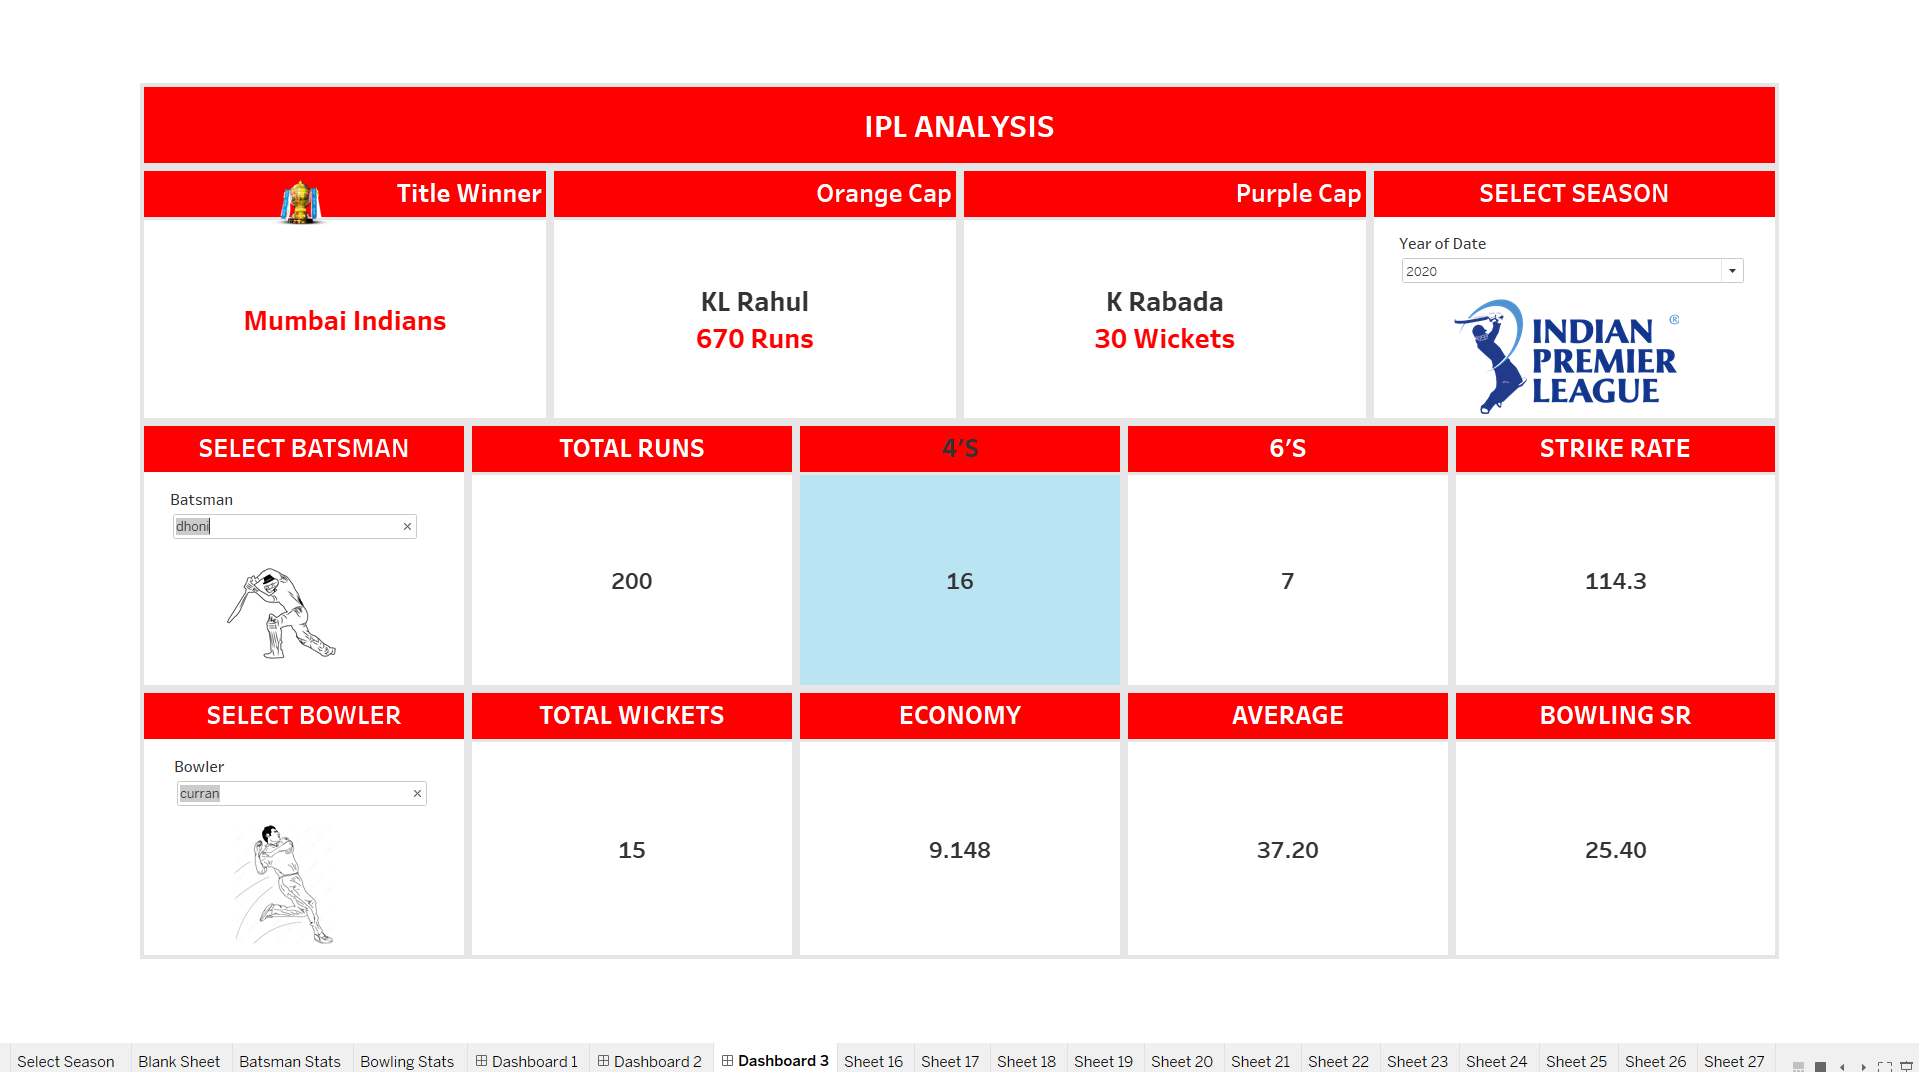 IPL ANALYSIS
Title Winner
Orange Cap
Purple Cap
SELECT SEASON
Mumbai Indians
KL Rahul
670 Runs
K Rabada
30 Wickets
Year of Date
2020
INDIAN ®
PREMIER
LEAGUE
SELECT BATSMAN
TOTAL RUNS
4'S
6'S
STRIKE RATE
Batsman
dhoni
200
16
7
114.3
SELECT BOWLER
TOTAL WICKETS
ECONOMY
AVERAGE
BOWLING SR
Bowler
curran
15
9.148
37.20
25.40
Select Season
Blank Sheet
Batsman Stats
Bowling Stats
Dashboard 1
Dashboard 2
Dashboard 3
Sheet 16
Sheet 17
Sheet 18
Sheet 19
Sheet 20
Sheet 21
Sheet 22
Sheet 23
Sheet 24
Sheet 25
Sheet 26
Sheet 27